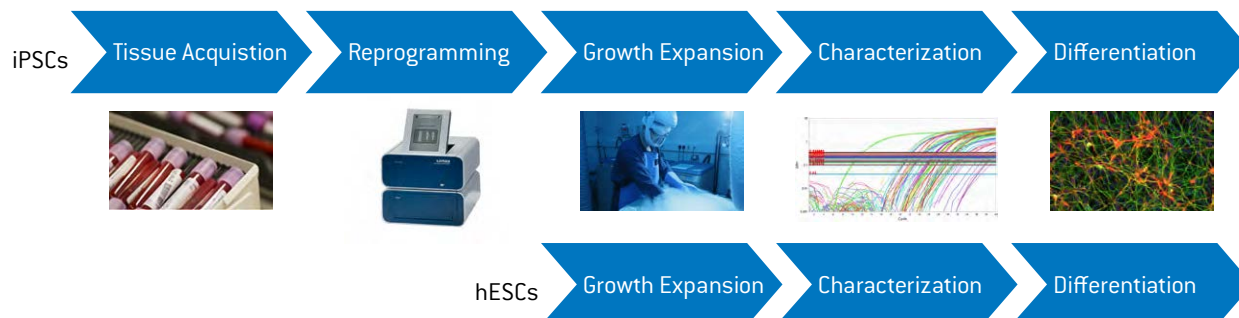 iPSCs
Tissue Acquistion
Reprogramming
Growth Expansion
Characterization
Differentiation
hESCs
Growth Expansion
Characterization
Differentiation